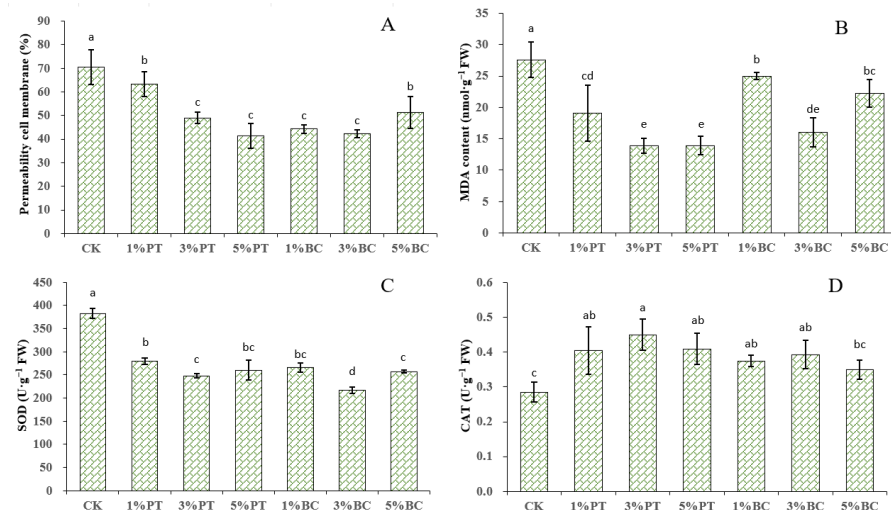 A
Permeability cell membrane (%)
90
80
70
60
50
40
30
20
10
0
a
b
c
c
c
c
b
CK 1%PT 3%PT 5%PT 1%BC 3%BC 5%BC
B
MDA content (nmol·g⁻¹ FW)
35
30
25
20
15
10
5
0
a
cd
e
e
b
de
bc
CK 1%PT 3%PT 5%PT 1%BC 3%BC 5%BC
C
SOD (U·g⁻¹ FW)
450
400
350
300
250
200
150
100
50
0
a
b
c
bc
bc
d
c
CK 1%PT 3%PT 5%PT 1%BC 3%BC 5%BC
D
CAT (U·g⁻¹ FW)
0.6
0.5
0.4
0.3
0.2
0.1
0.0
c
ab
a
ab
ab
ab
bc
CK 1%PT 3%PT 5%PT 1%BC 3%BC 5%BC